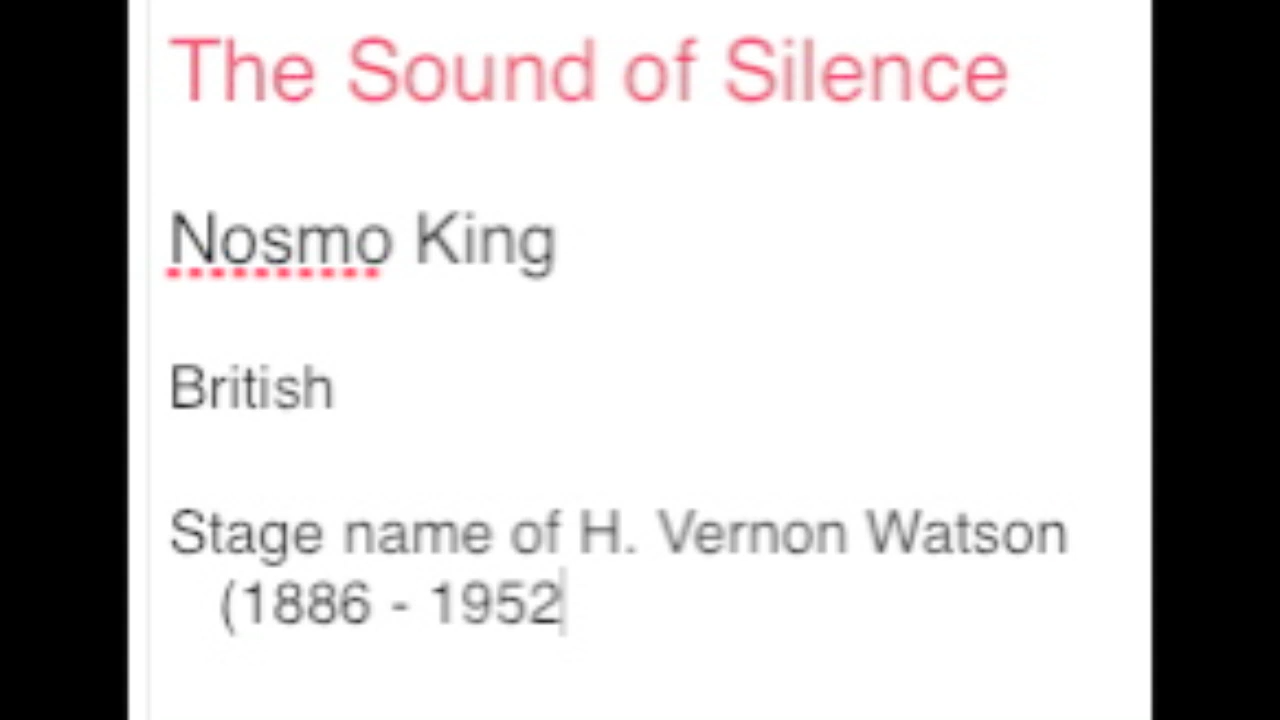 The Sound of Silence
Nosmo King
British
Stage name of H. Vernon Watson
(1886 - 1952